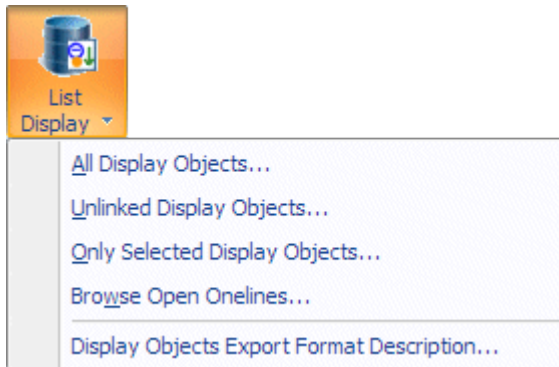 List
Display
All Display Objects...
Unlinked Display Objects...
Only Selected Display Objects...
Browse Open Onelines...
Display Objects Export Format Description...